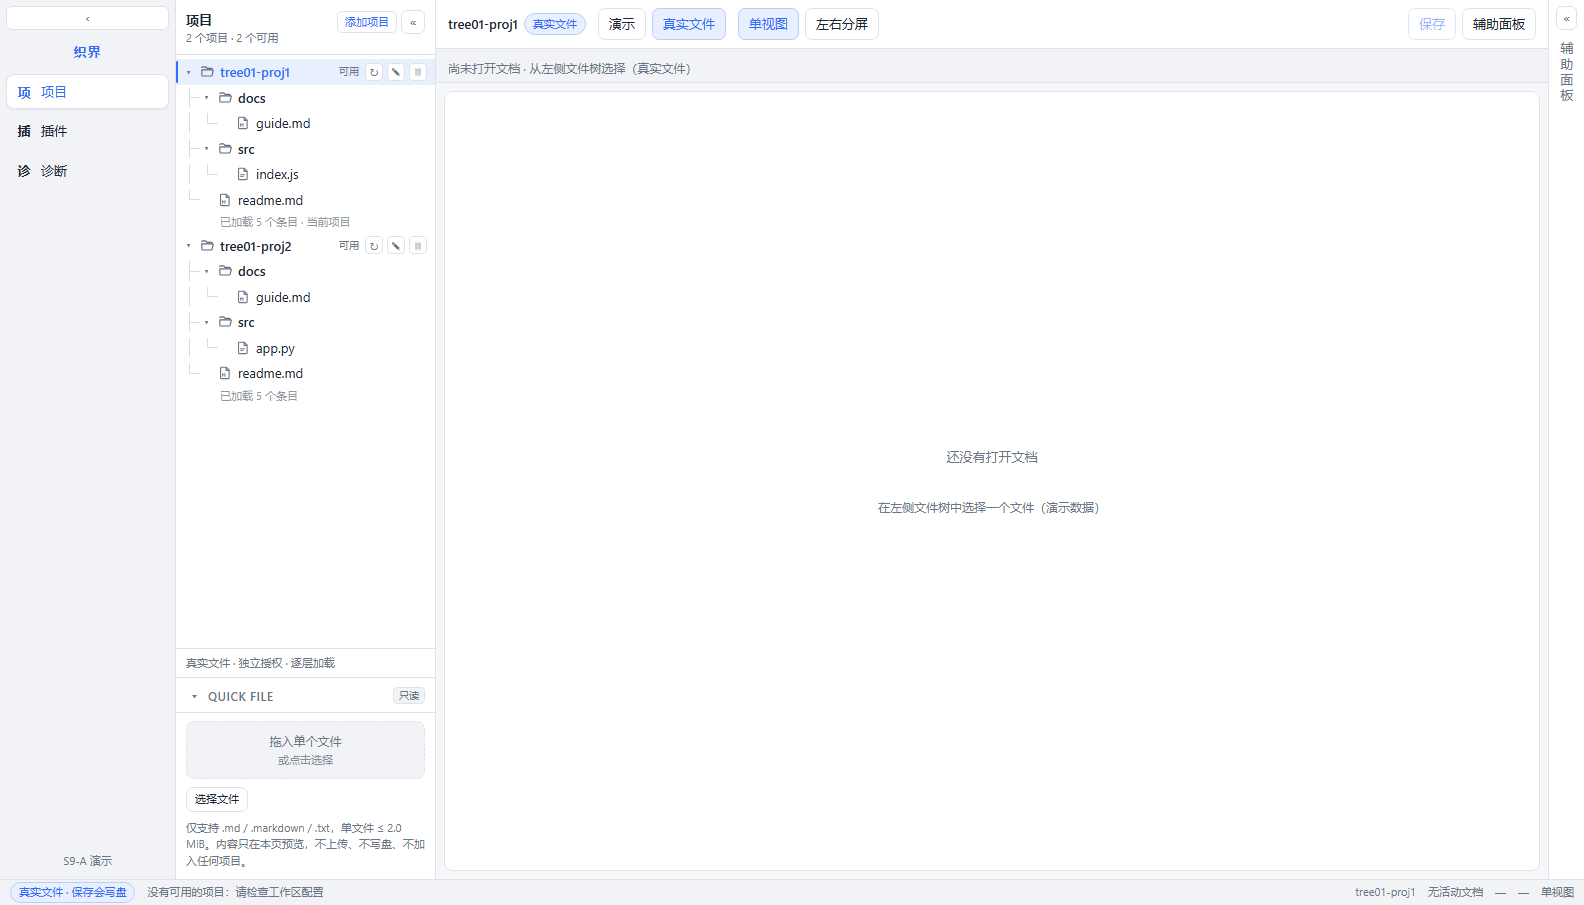 ‹
织界
项 项目
插 插件
诊 诊断
S9-A 演示
项目
2 个项目 · 2 个可用
添加项目
«
tree01-proj1
可用
docs
guide.md
src
index.js
readme.md
已加载 5 个条目 · 当前项目
tree01-proj2
可用
docs
guide.md
src
app.py
readme.md
已加载 5 个条目
真实文件 · 独立授权 · 逐层加载
QUICK FILE
只读
拖入单个文件
或点击选择
选择文件
仅支持 .md / .markdown / .txt，单文件 ≤ 2.0
MiB。内容只在本页预览，不上传、不写盘、不加
入任何项目。
tree01-proj1 真实文件 演示 真实文件 单视图 左右分屏
保存 辅助面板
尚未打开文档 · 从左侧文件树选择（真实文件）
还没有打开文档
在左侧文件树中选择一个文件（演示数据）
«
辅助面板
真实文件 · 保存会写盘 没有可用的项目：请检查工作区配置
tree01-proj1 无活动文档 — — 单视图